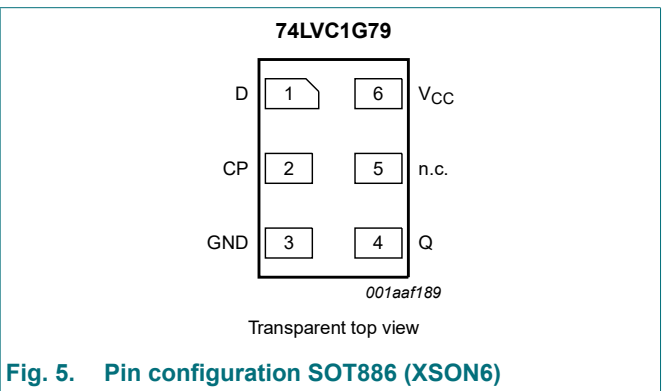 74LVC1G79
D 1 6 VCC
CP 2 5 n.c.
GND 3 4 Q
001aaf189
Transparent top view
Fig. 5. Pin configuration SOT886 (XSON6)